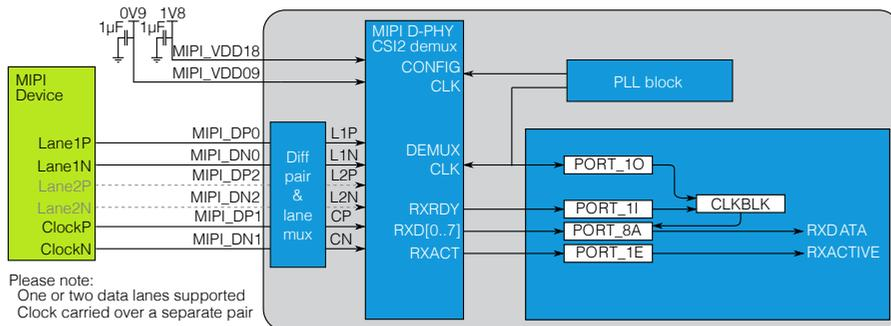 0V9 1V8
1µF 1µF
MIPI_VDD18
MIPI_VDD09
MIPI
Device
Lane1P
Lane1N
Lane2P
Lane2N
ClockP
ClockN
MIPI_DP0
MIPI_DN0
MIPI_DP2
MIPI_DN2
MIPI_DP1
MIPI_DN1
Diff
pair
&
lane
mux
L1P
L1N
L2P
L2N
CP
CN
MIPI D-PHY
CSI2 demux
CONFIG
CLK
DEMUX
CLK
RXRDY
RXD[0..7]
RXACT
PLL block
PORT_1O
PORT_1I
PORT_8A
PORT_1E
CLKBLK
RXDATA
RXACTIVE
Please note:
One or two data lanes supported
Clock carried over a separate pair